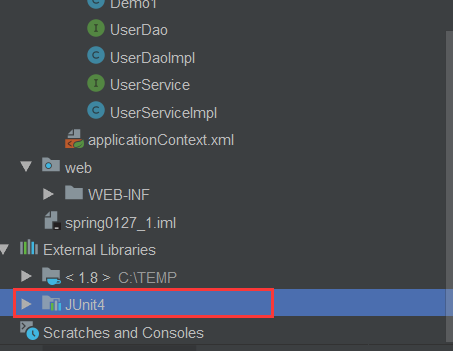 Demo1
UserDao
UserDaoImpl
UserService
UserServiceImpl
applicationContext.xml
web
WEB-INF
spring0127_1.iml
External Libraries
< 1.8 > C:\TEMP
JUnit4
Scratches and Consoles